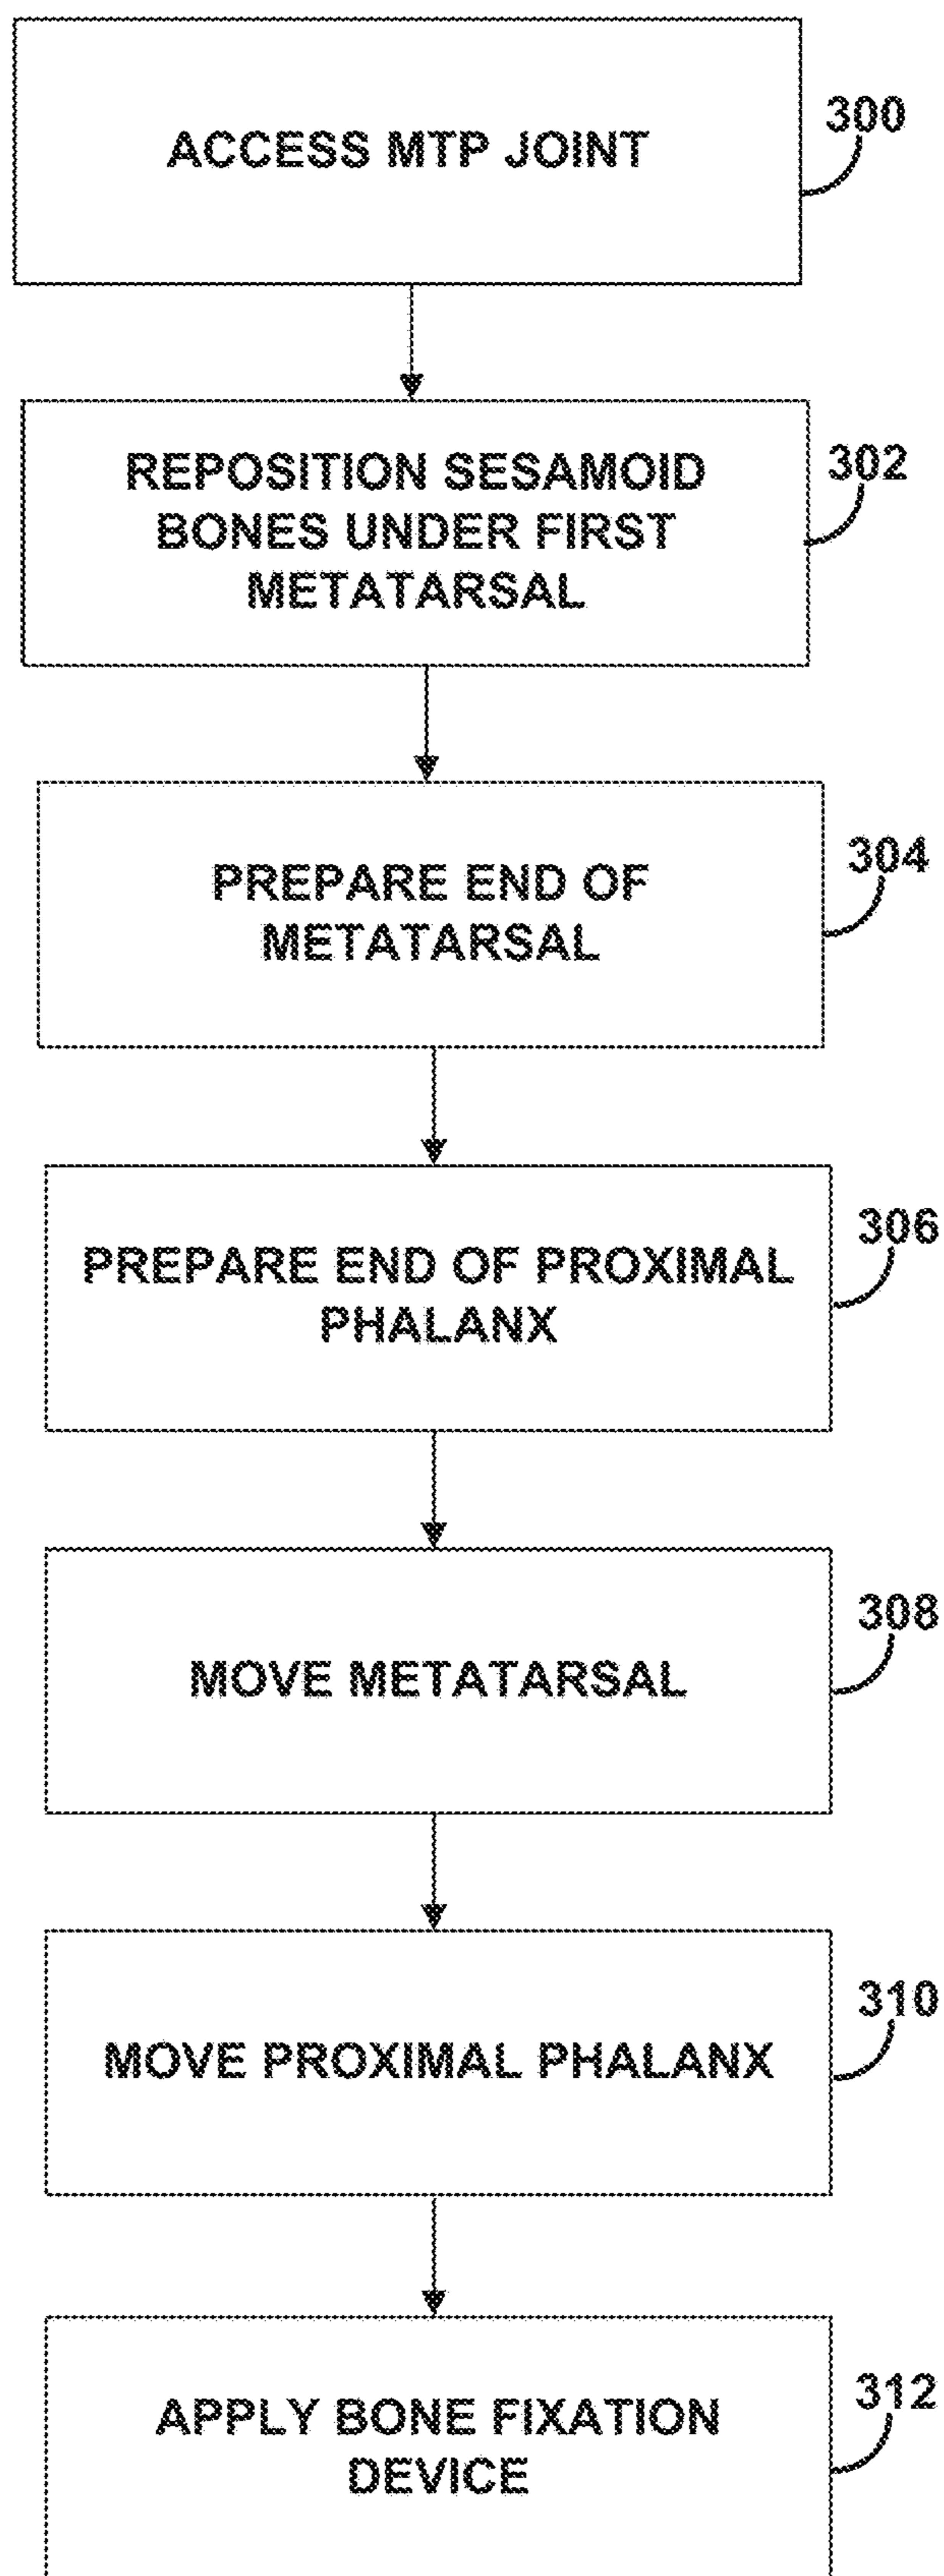 ACCESS MTP JOINT
300
REPOSITION SESAMOID
BONES UNDER FIRST
METATARSAL
302
PREPARE END OF
METATARSAL
304
PREPARE END OF PROXIMAL
PHALANX
306
MOVE METATARSAL
308
MOVE PROXIMAL PHALANX
310
APPLY BONE FIXATION
DEVICE
312